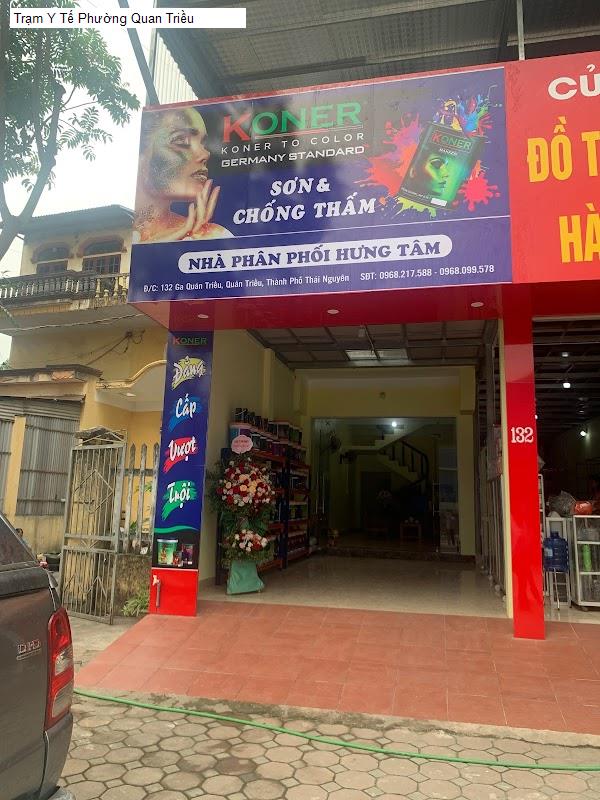 Trạm Y Tế Phường Quan Triều
KONER
KONER TO COLOR
GERMANY STANDARD
SƠN &
CHỐNG THẤM
NHÀ PHÂN PHỐI HƯNG TÂM
Đ/C: 132 Ga Quán Triều, Quán Triều, Thành Phố Thái Nguyên SĐT: 0968.217.588 - 0968.099.578
KONER
CỬ
ĐỒ T
HÀ
KONER
Đẳng
Cấp
Vượt
Trội
132